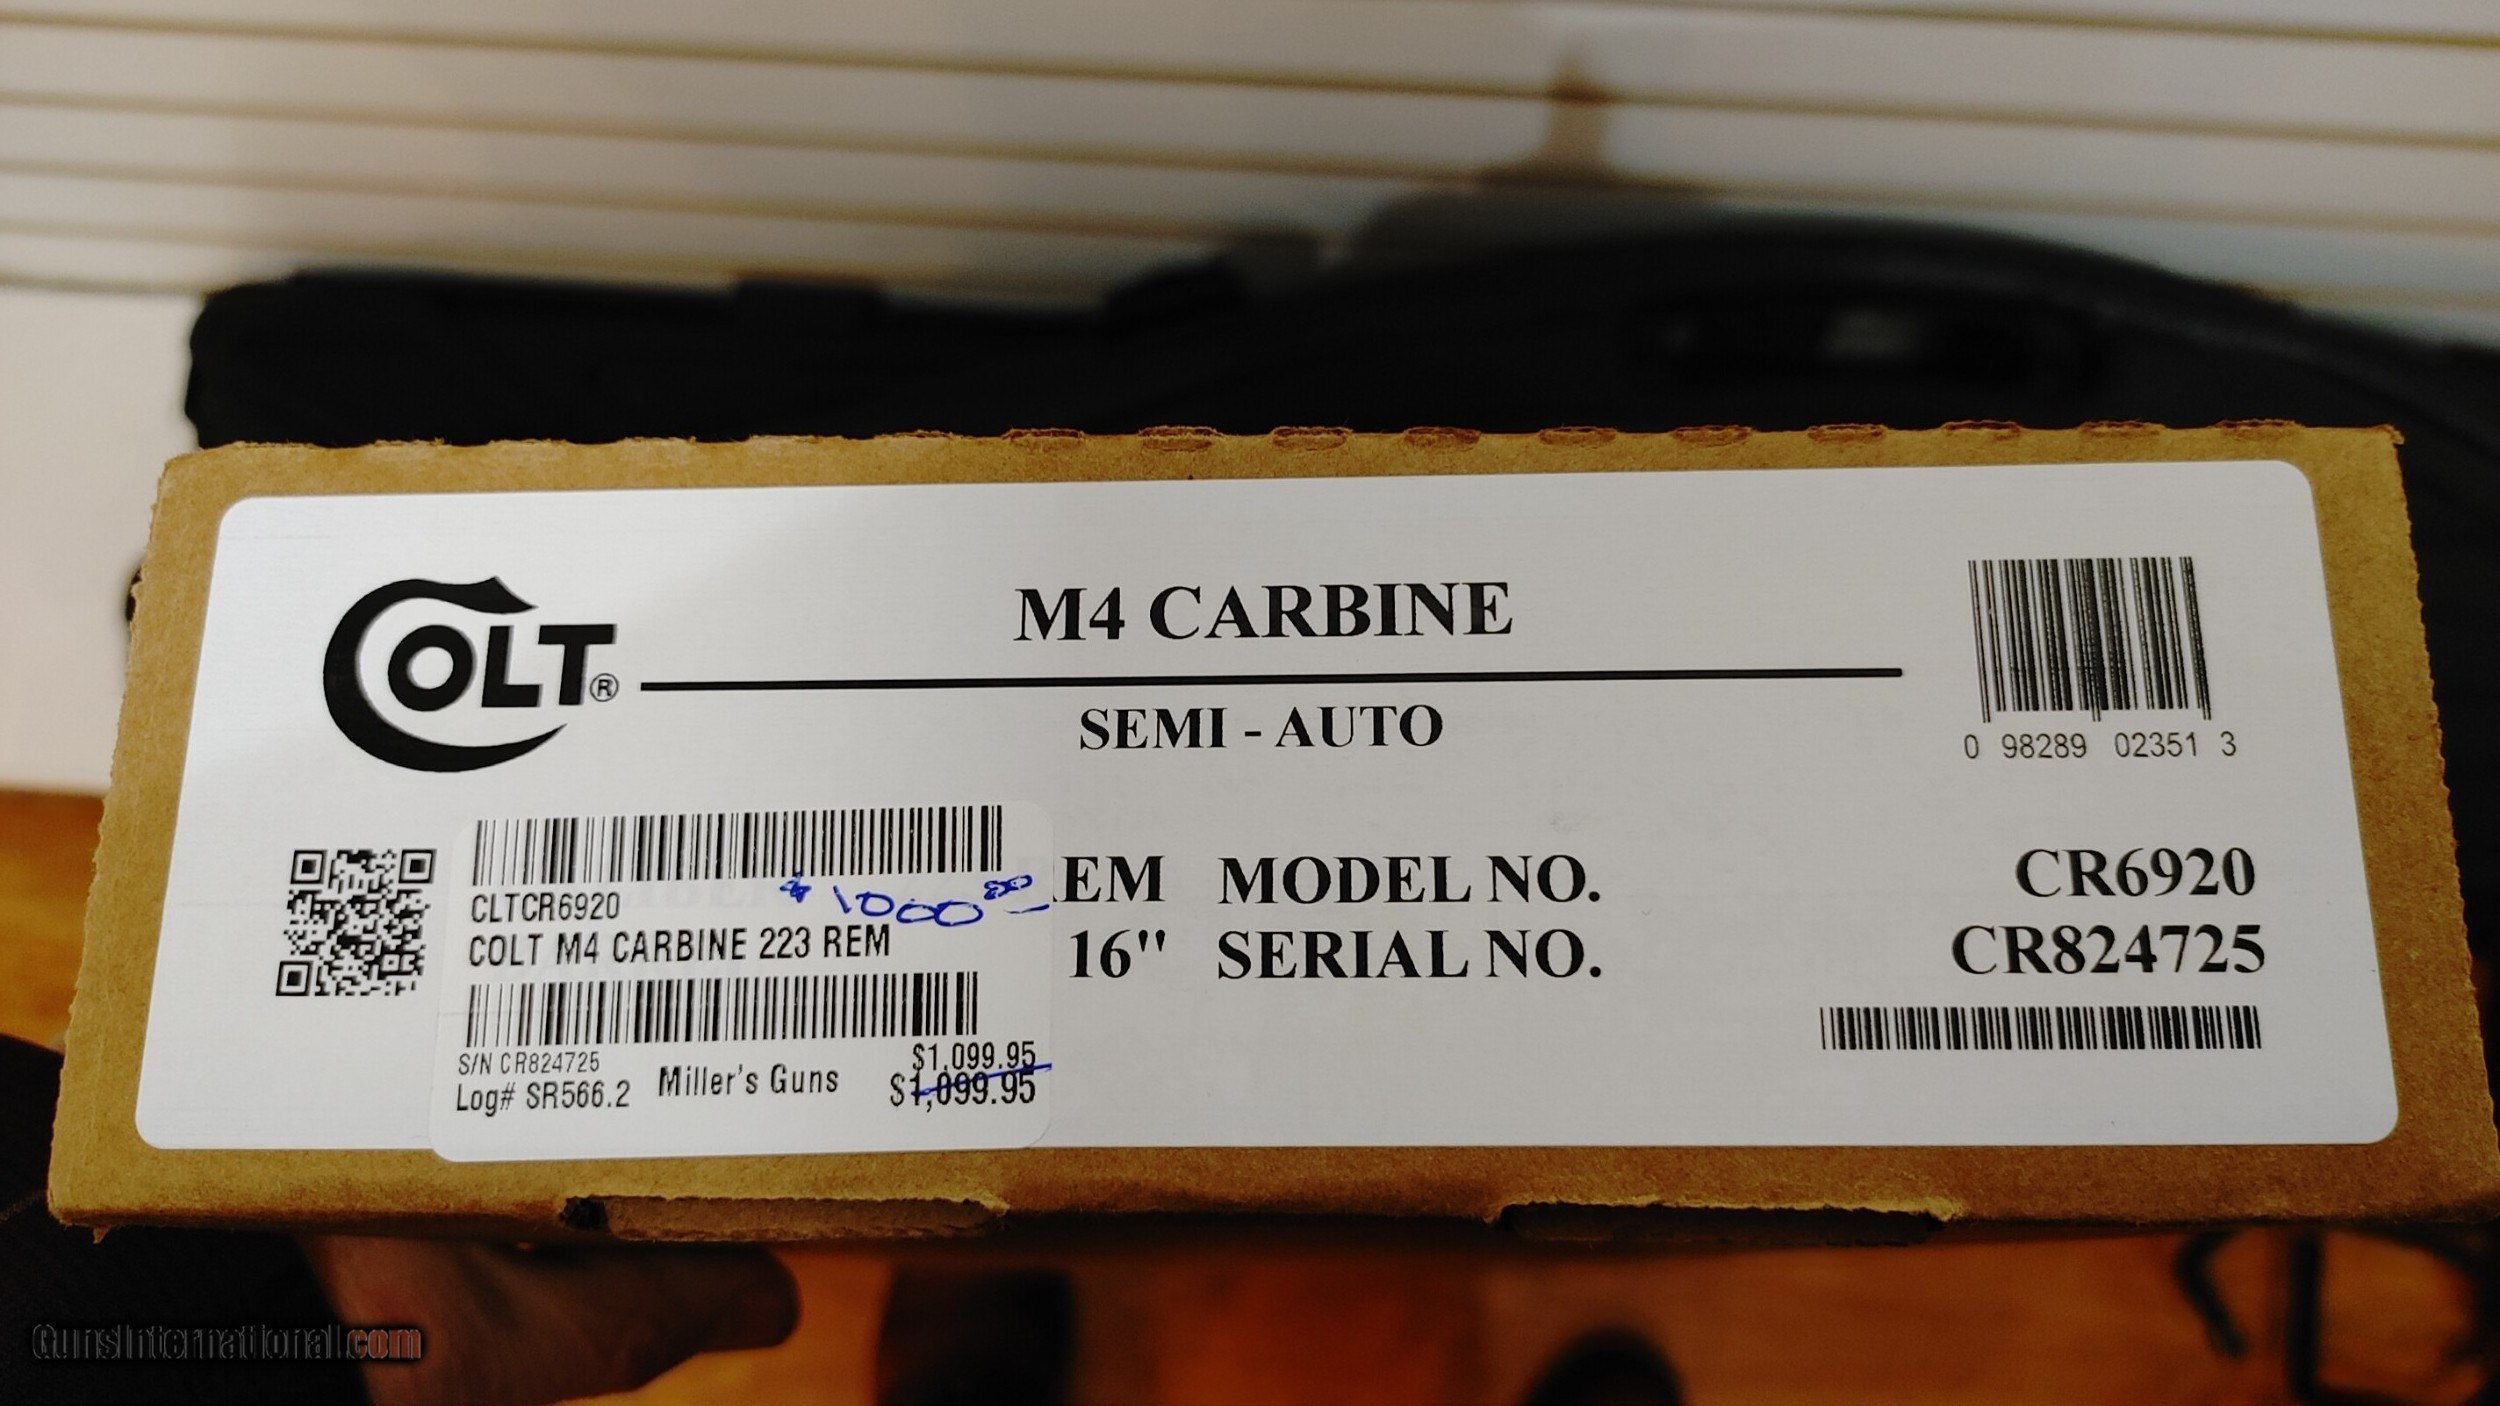 COLT®
M4 CARBINE
SEMI - AUTO
0 98289 02351 3
CLTCR6920
$ 1000 00
COLT M4 CARBINE 223 REM
S/N CR824725
$1,099.95
Log# SR566.2 Miller's Guns $1,099.95
EM MODEL NO. CR6920
16" SERIAL NO. CR824725
GunsInternational.com